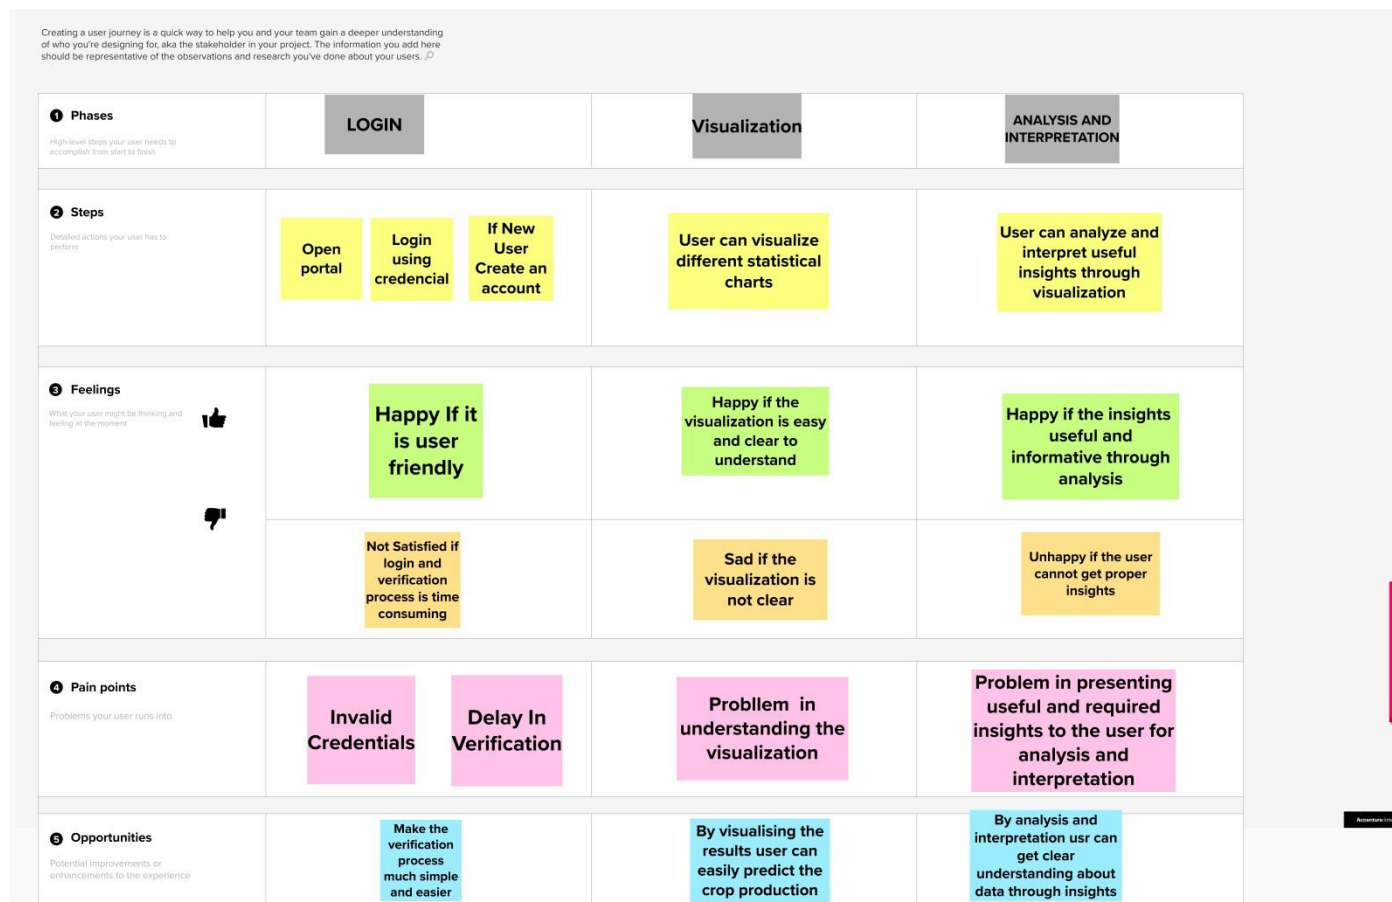 Creating a user journey is a quick way to help you and your team gain a deeper understanding
of who you're designing for, aka the stakeholder in your project. The information you add here
should be representative of the observations and research you've done about your users.
1 Phases
High-level steps your user needs to
accomplish from start to finish
LOGIN
Visualization
ANALYSIS AND
INTERPRETATION
2 Steps
Detailed actions your user has to
perform
Open
portal
Login
using
credencial
If New
User
Create an
account
User can visualize
different statistical
charts
User can analyze and
interpret useful
insights through
visualization
3 Feelings
What your user might be thinking and
feeling at the moment
Happy If it
is user
friendly
Happy if the
visualization is easy
and clear to
understand
Happy if the insights
useful and
informative through
analysis
Not Satisfied if
login and
verification
process is time
consuming
Sad if the
visualization is
not clear
Unhappy if the user
cannot get proper
insights
4 Pain points
Problems your user runs into
Invalid
Credentials
Delay In
Verification
Probllem in
understanding the
visualization
Problem in presenting
useful and required
insights to the user for
analysis and
interpretation
5 Opportunities
Potential improvements or
enhancements to the experience
Make the
verification
process
much simple
and easier
By visualising the
results user can
easily predict the
crop production
By analysis and
interpretation usr can
get clear
understanding about
data through insights
Accenture